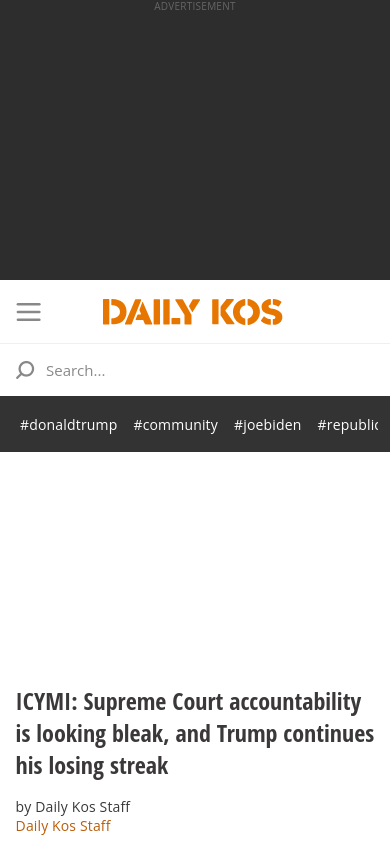 ADVERTISEMENT
DAILY KOS
Search...
#donaldtrump #community #joebiden #republic
ICYMI: Supreme Court accountability
is looking bleak, and Trump continues
his losing streak
by Daily Kos Staff
Daily Kos Staff